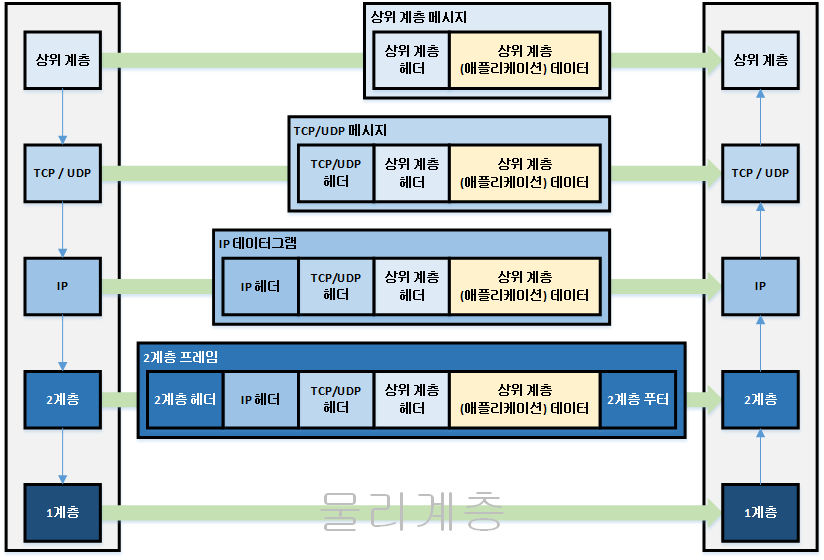 상위 계층 메시지
상위 계층
상위 계층
헤더
상위 계층
(애플리케이션) 데이터
상위 계층
TCP/UDP 메시지
TCP / UDP
TCP/UDP
헤더
상위 계층
헤더
상위 계층
(애플리케이션) 데이터
TCP / UDP
IP 데이터그램
IP
IP 헤더
TCP/UDP
헤더
상위 계층
헤더
상위 계층
(애플리케이션) 데이터
IP
2계층 프레임
2계층
2계층 헤더
IP 헤더
TCP/UDP
헤더
상위 계층
헤더
상위 계층
(애플리케이션) 데이터
2계층 푸터
2계층
1계층
물리계층
1계층